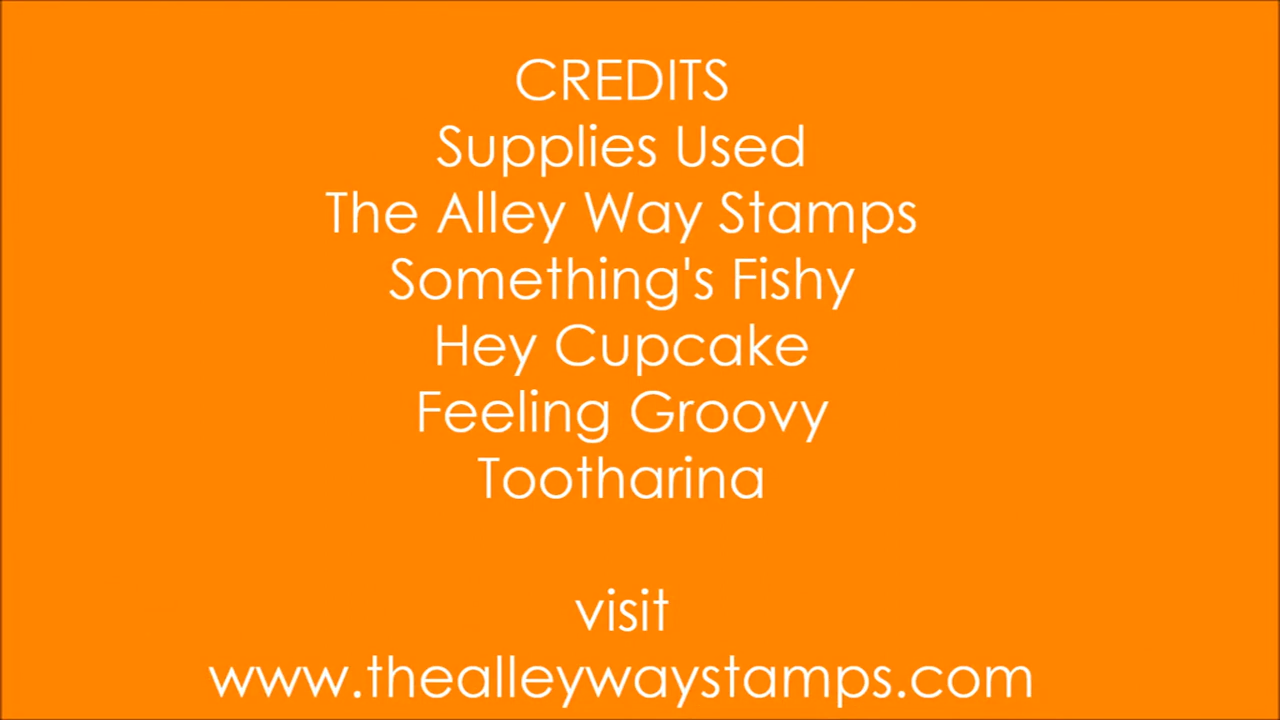 CREDITS
Supplies Used
The Alley Way Stamps
Something's Fishy
Hey Cupcake
Feeling Groovy
Tootharina
visit
www.thealleywaystamps.com